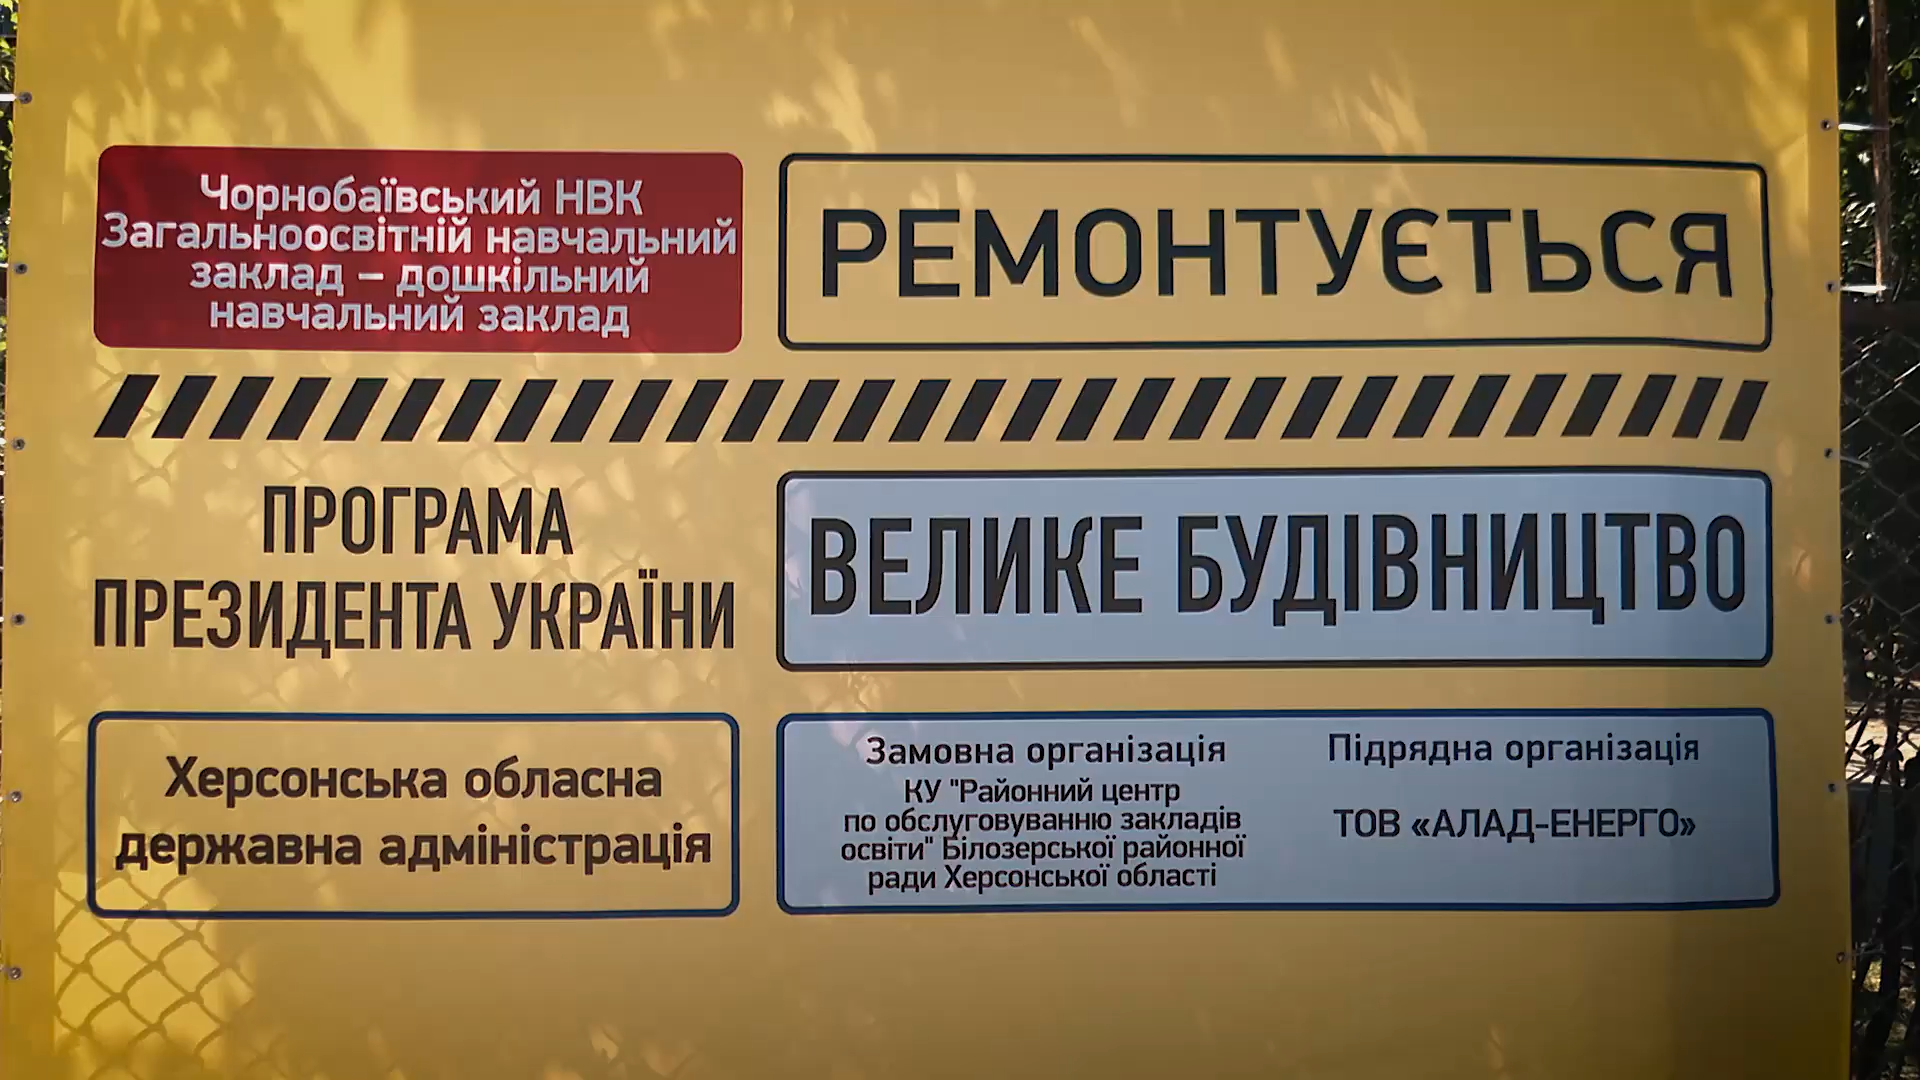 Чорнобаївський НВК
Загальноосвітній навчальний
заклад – дошкільний
навчальний заклад
РЕМОНТУЄТЬСЯ
ПРОГРАМА
ПРЕЗИДЕНТА УКРАЇНИ
ВЕЛИКЕ БУДІВНИЦТВО
Херсонська обласна
державна адміністрація
Замовна організація
КУ "Районний центр
по обслуговуванню закладів
освіти" Білозерської районної
ради Херсонської області
Підрядна організація
ТОВ «АЛАД-ЕНЕРГО»